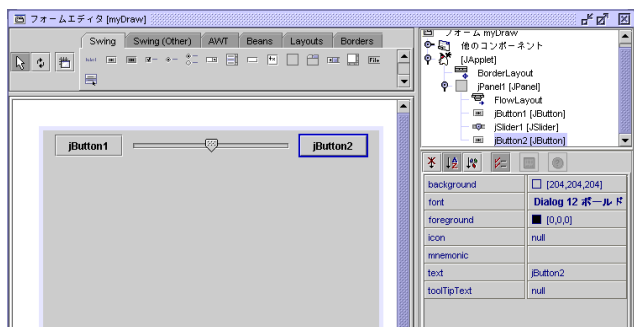 フォームエディタ [myDraw]
Swing
Swing (Other)
AWT
Beans
Layouts
Borders
フォーム myDraw
他のコンポーネント
[JApplet]
BorderLayout
jPanel1 [JPanel]
FlowLayout
jButton1 [JButton]
jSlider1 [JSlider]
jButton2 [JButton]
jButton1
jButton2
background
[204,204,204]
font
Dialog 12 ボールド
foreground
[0,0,0]
icon
null
mnemonic
text
jButton2
toolTipText
null